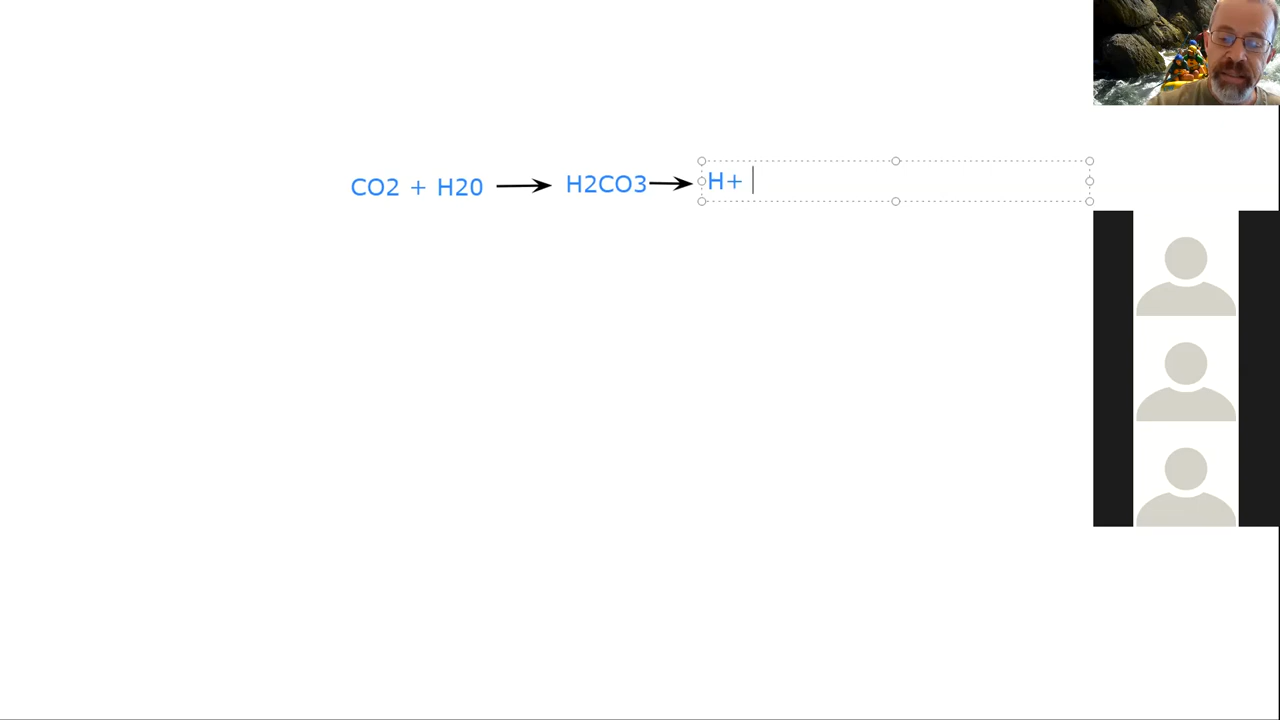 CO2 + H20 → H2CO3 → H+